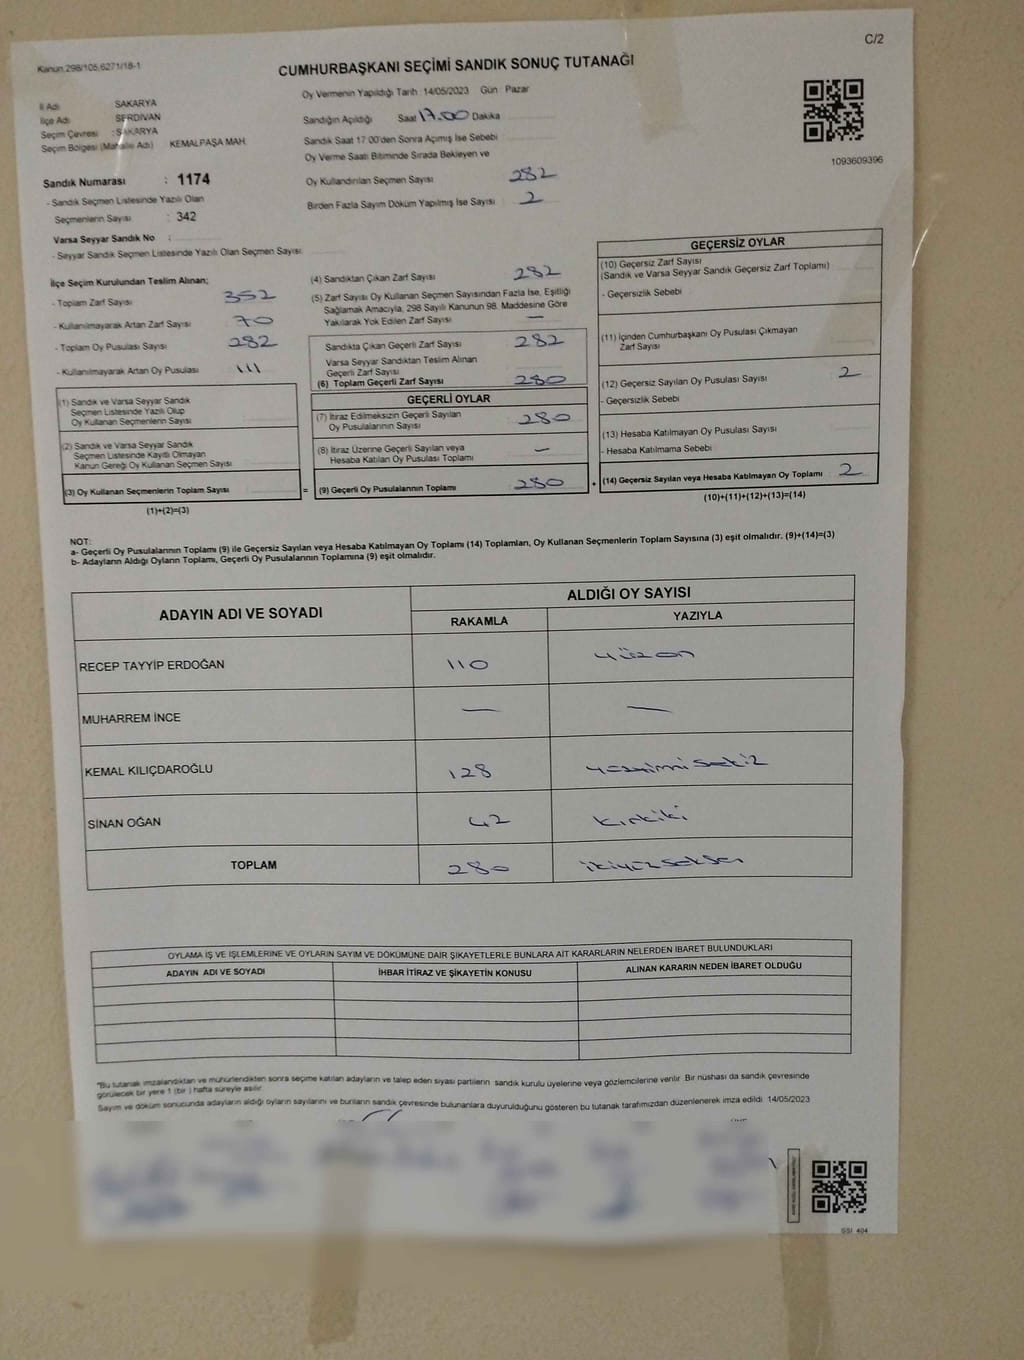 C/2
Kanun 298/105,6271/18-1
CUMHURBAŞKANI SEÇİMİ SANDIK SONUÇ TUTANAĞI
Oy Vermenin Yapıldığı Tarih : 14/05/2023 Gün : Pazar
İl Adı SAKARYA
İlçe Adı SERDİVAN
Seçim Çevresi : SAKARYA
Seçim Bölgesi (Mahalle Adı) KEMALPAŞA MAH.
Sandık Numarası : 1174
- Sandık Seçmen Listesinde Yazılı Olan
Seçmenlerin Sayısı : 342
Varsa Seyyar Sandık No :
- Seyyar Sandık Seçmen Listesinde Yazılı Olan Seçmen Sayısı
Sandığın Açıldığı Saat 17.00 Dakika
Sandık Saat 17.00'den Sonra Açımış İse Sebebi
Oy Verme Saati Bitiminde Sırada Bekleyen ve
Oy Kullandırılan Seçmen Sayısı 282
Birden Fazla Sayım Döküm Yapılmış İse Sayısı 2
1093609396
İlçe Seçim Kurulundan Teslim Alınan;
- Toplam Zarf Sayısı 352
- Kullanılmayarak Artan Zarf Sayısı 70
- Toplam Oy Pusulası Sayısı 282
- Kullanılmayarak Artan Oy Pusulası 111
(1) Sandık ve Varsa Seyyar Sandık
Seçmen Listesinde Yazılı Olup
Oy Kullanan Seçmenlerin Sayısı
(2) Sandık ve Varsa Seyyar Sandık
Seçmen Listesinde Kayıtlı Olmayan
Kanun Gereği Oy Kullanan Seçmen Sayısı
(3) Oy Kullanan Seçmenlerin Toplam Sayısı =
(1)+(2)=(3)
(4) Sandıktan Çıkan Zarf Sayısı 282
(5) Zarf Sayısı Oy Kullanan Seçmen Sayısından Fazla İse, Eşitliği
Sağlamak Amacıyla, 298 Sayılı Kanunun 98. Maddesine Göre
Yakılarak Yok Edilen Zarf Sayısı —
Sandıkta Çıkan Geçerli Zarf Sayısı 282
Varsa Seyyar Sandıktan Teslim Alınan
Geçerli Zarf Sayısı
(6) Toplam Geçerli Zarf Sayısı 280
GEÇERLİ OYLAR
(7) İtiraz Edilmeksizin Geçerli Sayılan
Oy Pusulalarının Sayısı 280
(8) İtiraz Üzerine Geçerli Sayılan veya
Hesaba Katılan Oy Pusulası Toplamı —
(9) Geçerli Oy Pusulalarının Toplamı 280 +
GEÇERSİZ OYLAR
(10) Geçersiz Zarf Sayısı
(Sandık ve Varsa Seyyar Sandık Geçersiz Zarf Toplamı)
- Geçersizlik Sebebi
(11) İçinden Cumhurbaşkanı Oy Pusulası Çıkmayan
Zarf Sayısı
(12) Geçersiz Sayılan Oy Pusulası Sayısı 2
- Geçersizlik Sebebi
(13) Hesaba Katılmayan Oy Pusulası Sayısı
- Hesaba Katılmama Sebebi
(14) Geçersiz Sayılan veya Hesaba Katılmayan Oy Toplamı 2
(10)+(11)+(12)+(13)=(14)
NOT:
a- Geçerli Oy Pusulalarının Toplamı (9) ile Geçersiz Sayılan veya Hesaba Katılmayan Oy Toplamı (14) Toplamları, Oy Kullanan Seçmenlerin Toplam Sayısına (3) eşit olmalıdır. (9)+(14)=(3)
b- Adayların Aldığı Oyların Toplamı, Geçerli Oy Pusulalarının Toplamına (9) eşit olmalıdır.
ADAYIN ADI VE SOYADI ALDIĞI OY SAYISI
RAKAMLA YAZIYLA
RECEP TAYYİP ERDOĞAN 110 yüzon
MUHARREM İNCE — —
KEMAL KILIÇDAROĞLU 128 yüzyirmisekiz
SİNAN OĞAN 42 kırkiki
TOPLAM 280 ikiyüzseksen
OYLAMA İŞ VE İŞLEMLERİNE VE OYLARIN SAYIM VE DÖKÜMÜNE DAİR ŞİKAYETLERLE BUNLARA AİT KARARLARIN NELERDEN İBARET BULUNDUKLARI
ADAYIN ADI VE SOYADI İHBAR İTİRAZ VE ŞİKAYETİN KONUSU ALINAN KARARIN NEDEN İBARET OLDUĞU
"Bu tutanak imzalandıktan ve mühürlendikten sonra seçime katılan adayların ve talep eden siyasi partilerin sandık kurulu üyelerine veya gözlemcilerine verilir. Bir nüshası da sandık çevresinde
görülecek bir yere 1 (bir) hafta süreyle asılır.
Sayım ve döküm sonucunda adayların aldığı oyların sayılarını ve bunların sandık çevresinde bulunanlara duyurulduğunu gösteren bu tutanak tarafımızdan düzenlenerek imza edildi. 14/05/2023
GSI 404